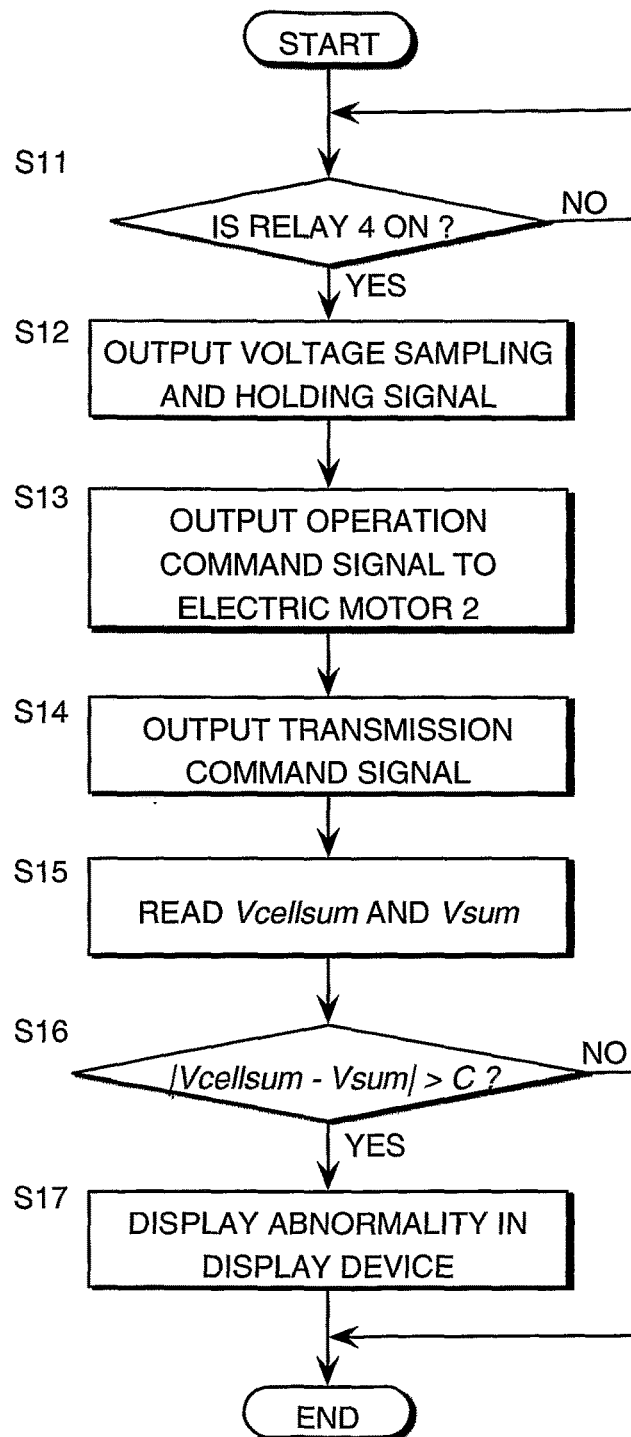 START
S11
IS RELAY 4 ON ?
NO
YES
S12
OUTPUT VOLTAGE SAMPLING
AND HOLDING SIGNAL
S13
OUTPUT OPERATION
COMMAND SIGNAL TO
ELECTRIC MOTOR 2
S14
OUTPUT TRANSMISSION
COMMAND SIGNAL
S15
READ Vcellsum AND Vsum
S16
|Vcellsum - Vsum| > C ?
NO
YES
S17
DISPLAY ABNORMALITY IN
DISPLAY DEVICE
END